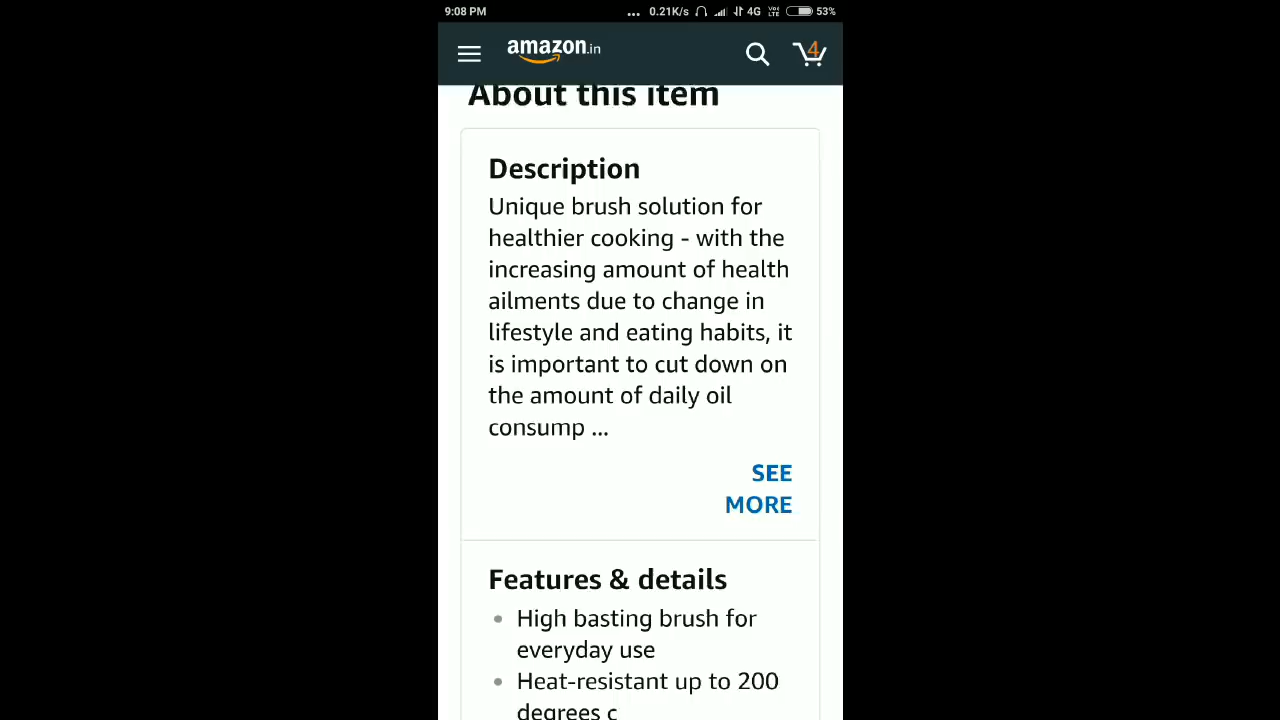 9:08 PM ... 0.21K/s 4G Vo LTE 53%
amazon.in 4
About this item
Description
Unique brush solution for
healthier cooking - with the
increasing amount of health
ailments due to change in
lifestyle and eating habits, it
is important to cut down on
the amount of daily oil
consump ...
SEE
MORE
Features & details
High basting brush for
everyday use
Heat-resistant up to 200
degrees c